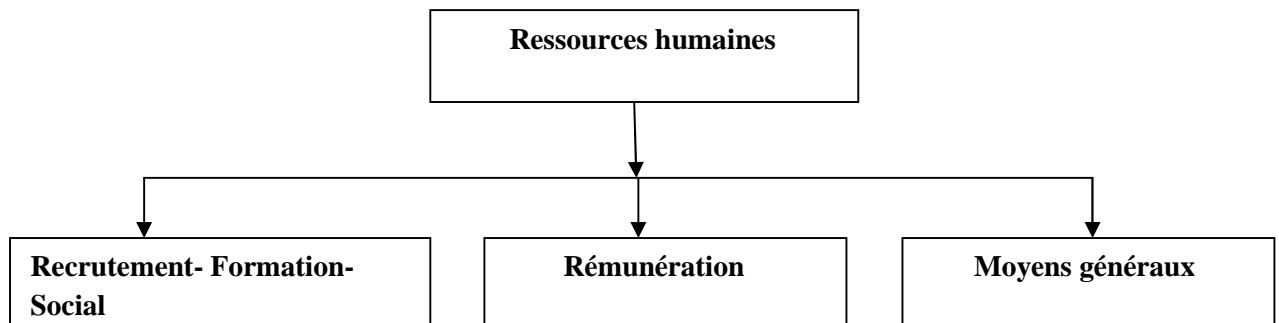 Ressources humaines
Recrutement- Formation-
Social
Rémunération
Moyens généraux